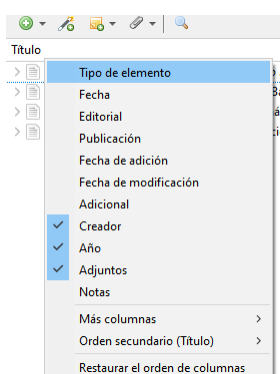 Título
Tipo de elemento
Fecha
Editorial
Publicación
Fecha de adición
Fecha de modificación
Adicional
Creador
Año
Adjuntos
Notas
Más columnas
Orden secundario (Título)
Restaurar el orden de columnas